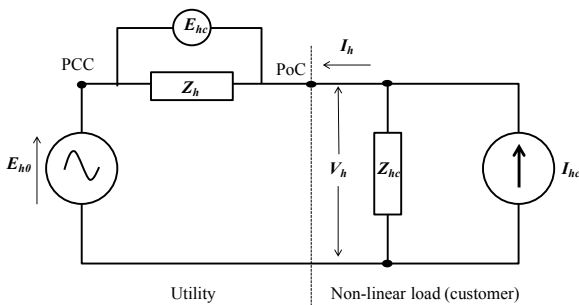 E_hc
I_h
PCC
PoC
Z_h
E_h0
V_h
Z_hc
I_hc
Utility
Non-linear load (customer)